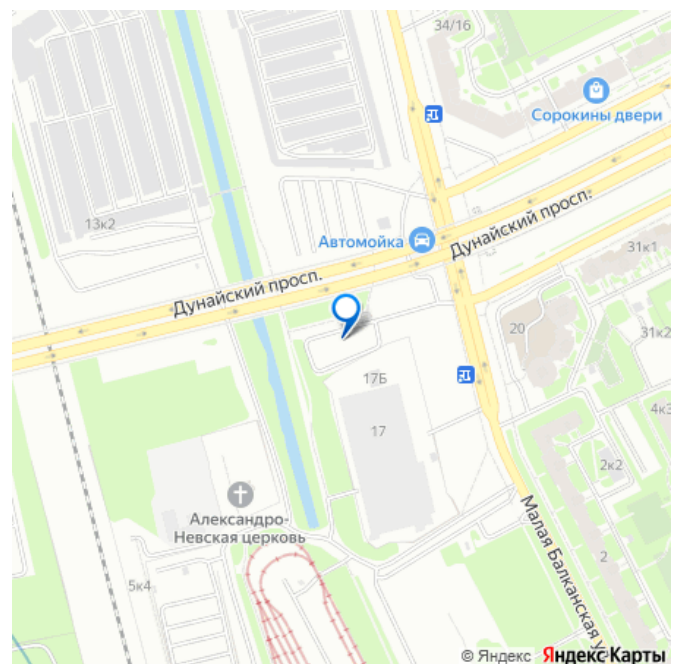 34/16
Сорокины двери
13к2
Автомойка
Дунайский просп.
Дунайский просп.
31к1
20
31к2
17Б
17
4к3
2к2
Александро-
Невская церковь
5к4
2
Малая Балканская у
© Яндекс Яндекс Карты